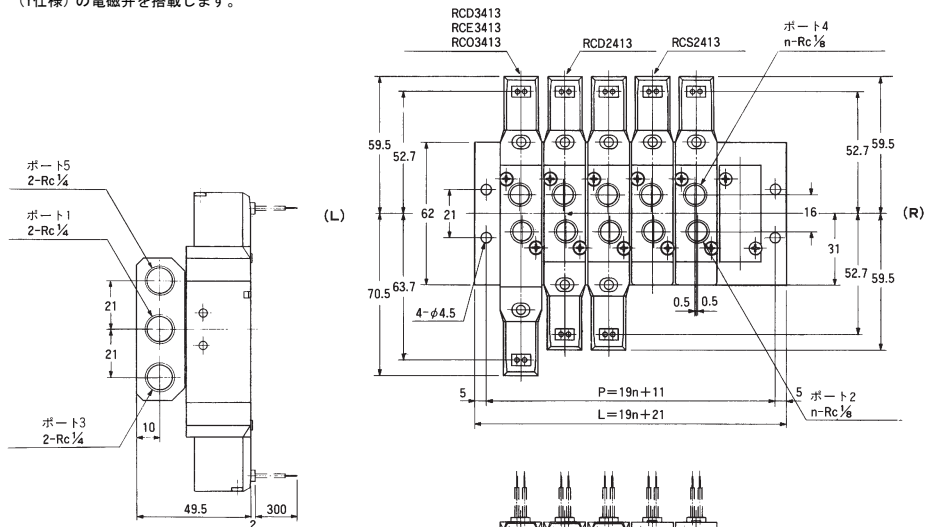 (T仕様) の電磁弁を搭載します。
RCD3413
RCE3413
RCO3413
RCD2413
RCS2413
ポート4
n-Rc⅛
59.5
52.7
62
21
70.5
63.7
4-φ4.5
(L)
52.7
59.5
16
(R)
31
52.7
59.5
0.5
0.5
5
P=19n+11
5
L=19n+21
ポート2
n-Rc⅛
ポート5
2-Rc¼
ポート1
2-Rc¼
21
21
ポート3
2-Rc¼
10
49.5
300
2